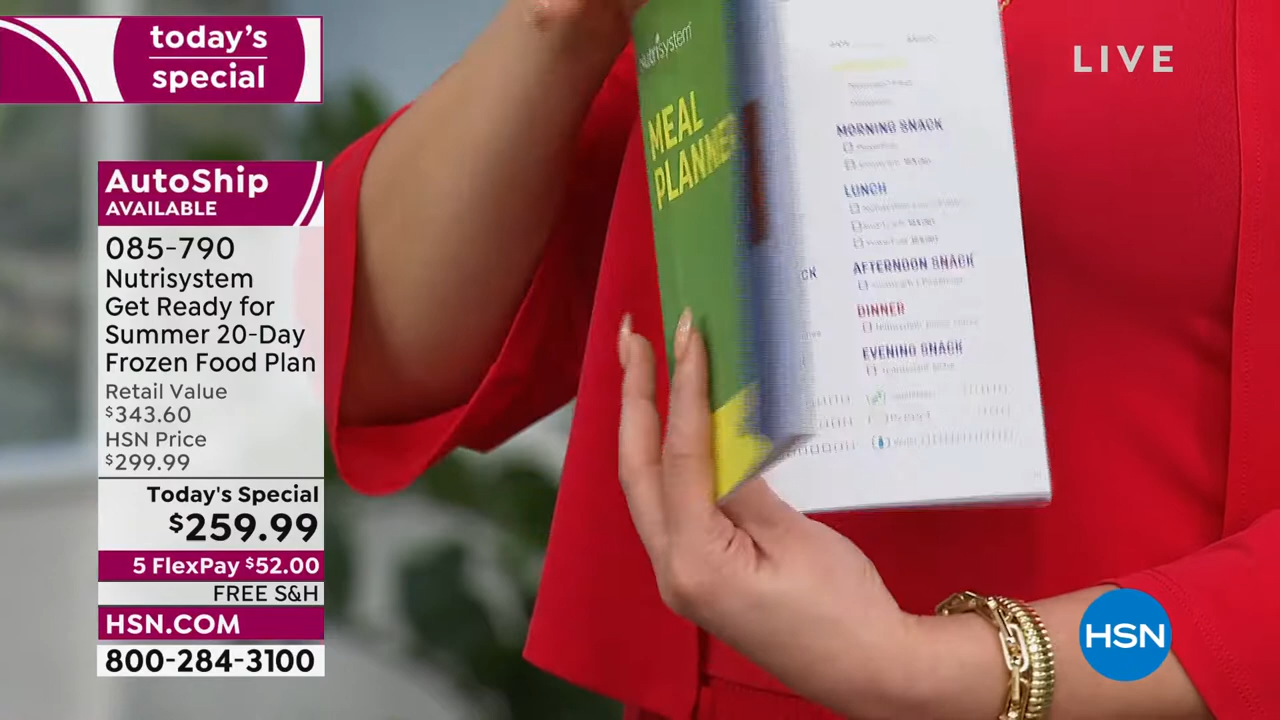 today's
special
LIVE
AutoShip
AVAILABLE
085-790
Nutrisystem
Get Ready for
Summer 20-Day
Frozen Food Plan
Retail Value
$343.60
HSN Price
$299.99
Today's Special
$259.99
5 FlexPay $52.00
FREE S&H
HSN.COM
800-284-3100
Nutrisystem
MEAL
PLANNER
MORNING SNACK
LUNCH
AFTERNOON SNACK
DINNER
EVENING SNACK
HSN